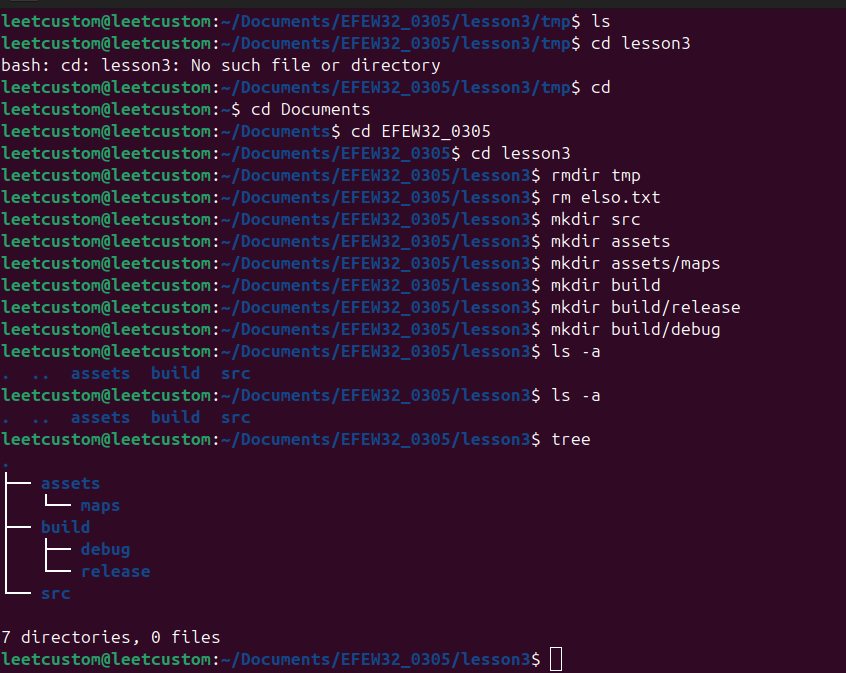 leetcustom@leetcustom:~/Documents/EFEW32_0305/lesson3/tmp$ ls
leetcustom@leetcustom:~/Documents/EFEW32_0305/lesson3/tmp$ cd lesson3
bash: cd: lesson3: No such file or directory
leetcustom@leetcustom:~/Documents/EFEW32_0305/lesson3/tmp$ cd
leetcustom@leetcustom:~$ cd Documents
leetcustom@leetcustom:~/Documents$ cd EFEW32_0305
leetcustom@leetcustom:~/Documents/EFEW32_0305$ cd lesson3
leetcustom@leetcustom:~/Documents/EFEW32_0305/lesson3$ rmdir tmp
leetcustom@leetcustom:~/Documents/EFEW32_0305/lesson3$ rm elso.txt
leetcustom@leetcustom:~/Documents/EFEW32_0305/lesson3$ mkdir src
leetcustom@leetcustom:~/Documents/EFEW32_0305/lesson3$ mkdir assets
leetcustom@leetcustom:~/Documents/EFEW32_0305/lesson3$ mkdir assets/maps
leetcustom@leetcustom:~/Documents/EFEW32_0305/lesson3$ mkdir build
leetcustom@leetcustom:~/Documents/EFEW32_0305/lesson3$ mkdir build/release
leetcustom@leetcustom:~/Documents/EFEW32_0305/lesson3$ mkdir build/debug
leetcustom@leetcustom:~/Documents/EFEW32_0305/lesson3$ ls -a
.  ..  assets  build  src
leetcustom@leetcustom:~/Documents/EFEW32_0305/lesson3$ ls -a
.  ..  assets  build  src
leetcustom@leetcustom:~/Documents/EFEW32_0305/lesson3$ tree
.
├── assets
│   └── maps
├── build
│   ├── debug
│   └── release
└── src

7 directories, 0 files
leetcustom@leetcustom:~/Documents/EFEW32_0305/lesson3$